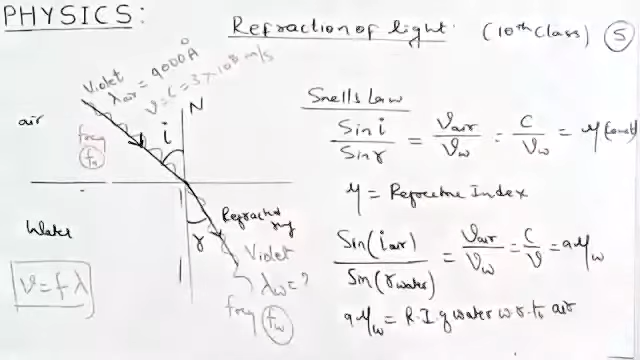 PHYSICS:
Refraction of light. (10th Class) 5
Violet
λair = 4000Å
v = C = 3×10⁸ m/s
N
air
i
freq
fa
Snells Law
Sin i / Sin r = Vair / Vw = C / Vw = μ (const)
μ = Refractive Index
Water
r
Refracted ray
Violet
λw = ?
freq fw
v = fλ
Sin(i air) / Sin(r water) = Vair / Vw = C / V = aμw
aμw = R.I of water w.r.to air